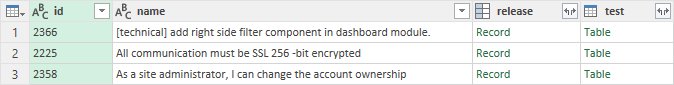 ABC id ABC name release test
1 2366 [technical] add right side filter component in dashboard module. Record Table
2 2225 All communication must be SSL 256 -bit encrypted Record Table
3 2358 As a site administrator, I can change the account ownership Record Table